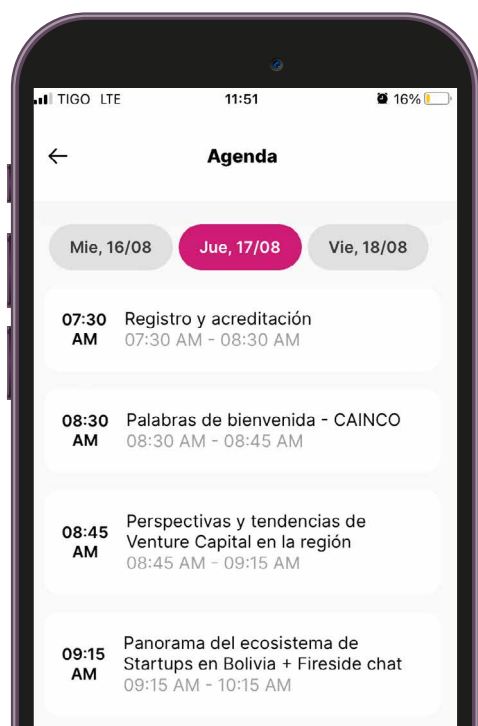 TIGO LTE 11:51 16%
Agenda
Mie, 16/08 Jue, 17/08 Vie, 18/08
07:30 AM
Registro y acreditación
07:30 AM - 08:30 AM
08:30 AM
Palabras de bienvenida - CAINCO
08:30 AM - 08:45 AM
08:45 AM
Perspectivas y tendencias de
Venture Capital en la región
08:45 AM - 09:15 AM
09:15 AM
Panorama del ecosistema de
Startups en Bolivia + Fireside chat
09:15 AM - 10:15 AM